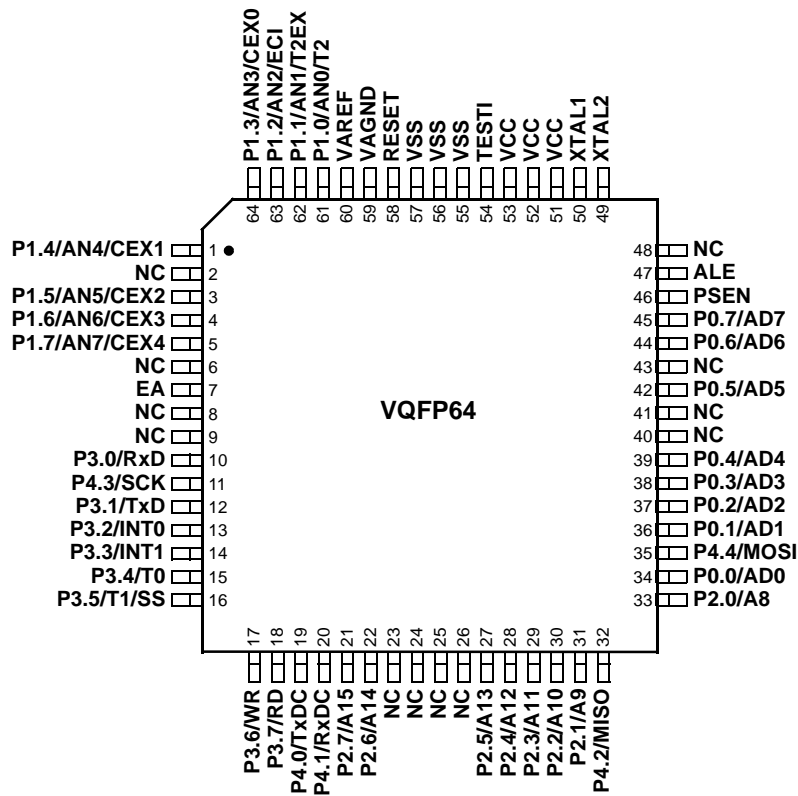 P1.3/AN3/CEX0
P1.2/AN2/ECI
P1.1/AN1/T2EX
P1.0/AN0/T2
VAREF
VAGND
RESET
VSS
VSS
VSS
TESTI
VCC
VCC
VCC
XTAL1
XTAL2
64
63
62
61
60
59
58
57
56
55
54
53
52
51
50
49
P1.4/AN4/CEX1 1
NC 2
P1.5/AN5/CEX2 3
P1.6/AN6/CEX3 4
P1.7/AN7/CEX4 5
NC 6
EA 7
NC 8
NC 9
P3.0/RxD 10
P4.3/SCK 11
P3.1/TxD 12
P3.2/INT0 13
P3.3/INT1 14
P3.4/T0 15
P3.5/T1/SS 16
VQFP64
48 NC
47 ALE
46 PSEN
45 P0.7/AD7
44 P0.6/AD6
43 NC
42 P0.5/AD5
41 NC
40 NC
39 P0.4/AD4
38 P0.3/AD3
37 P0.2/AD2
36 P0.1/AD1
35 P4.4/MOSI
34 P0.0/AD0
33 P2.0/A8
17
18
19
20
21
22
23
24
25
26
27
28
29
30
31
32
P3.6/WR
P3.7/RD
P4.0/TxDC
P4.1/RxDC
P2.7/A15
P2.6/A14
NC
NC
NC
NC
P2.5/A13
P2.4/A12
P2.3/A11
P2.2/A10
P2.1/A9
P4.2/MISO